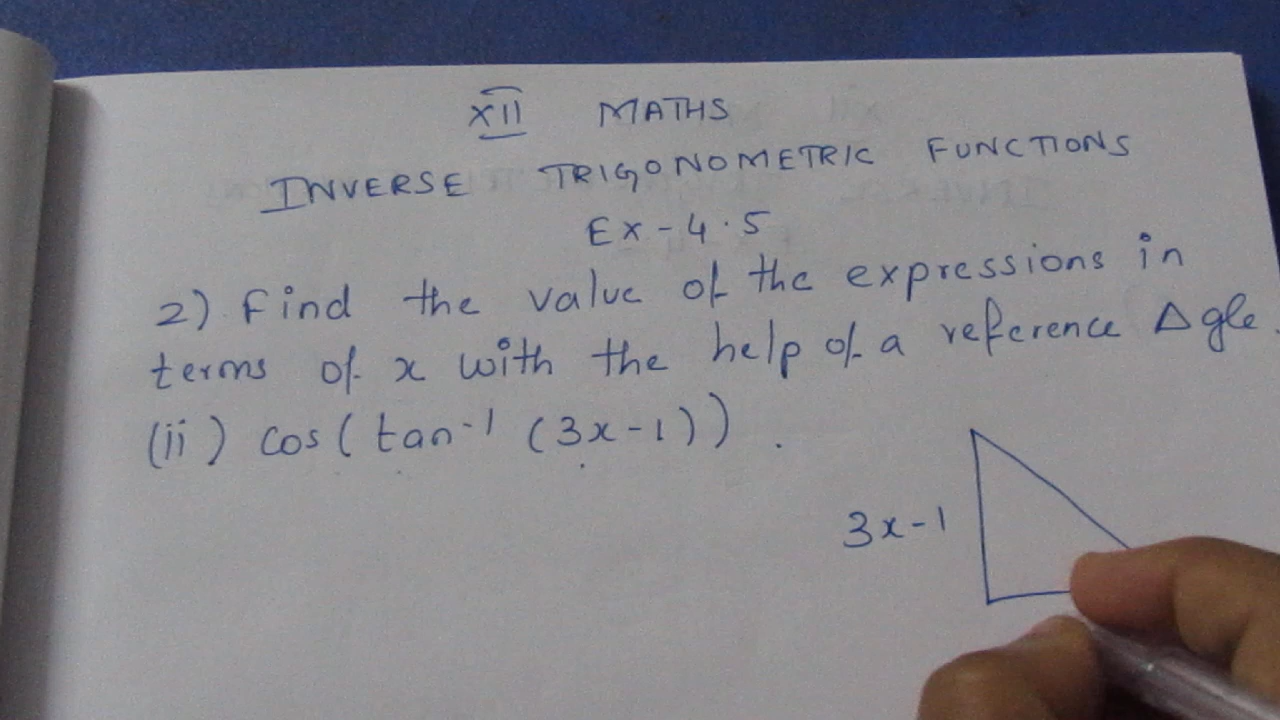 XII MATHS
INVERSE TRIGONOMETRIC FUNCTIONS
Ex-4.5
2) Find the value of the expressions in
terms of x with the help of a reference Δgle.
(ii) cos(tan⁻¹ (3x-1)).
3x-1